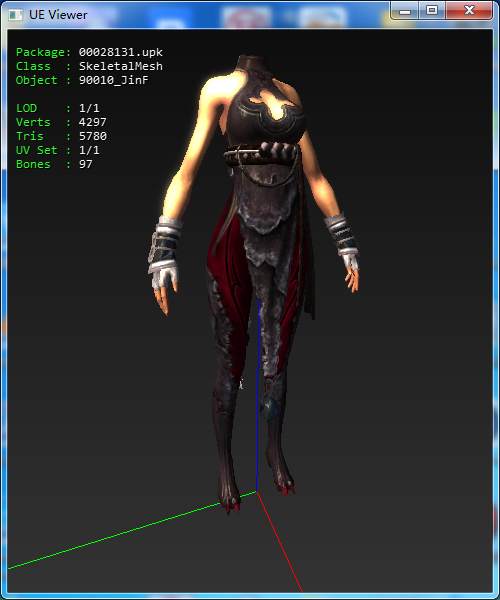 UE Viewer
Package: 00028131.upk
Class : SkeletalMesh
Object : 90010_JinF
LOD : 1/1
Verts : 4297
Tris : 5780
UV Set : 1/1
Bones : 97